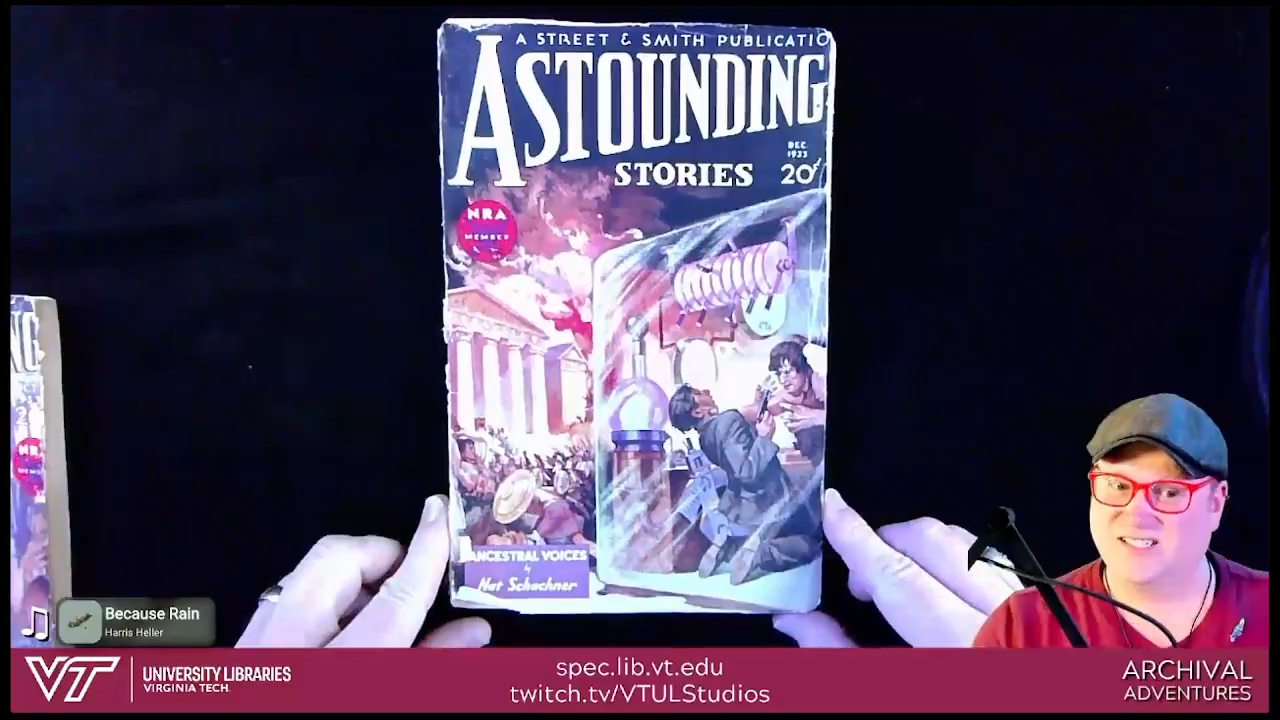 A STREET & SMITH PUBLICATIO
ASTOUNDING
STORIES
DEC.
1933
20¢
NRA
MEMBER
ANCESTRAL VOICES
by
Nat Schachner
Because Rain
Harris Heller
VT
UNIVERSITY LIBRARIES
VIRGINIA TECH.
spec.lib.vt.edu
twitch.tv/VTULStudios
ARCHIVAL
ADVENTURES